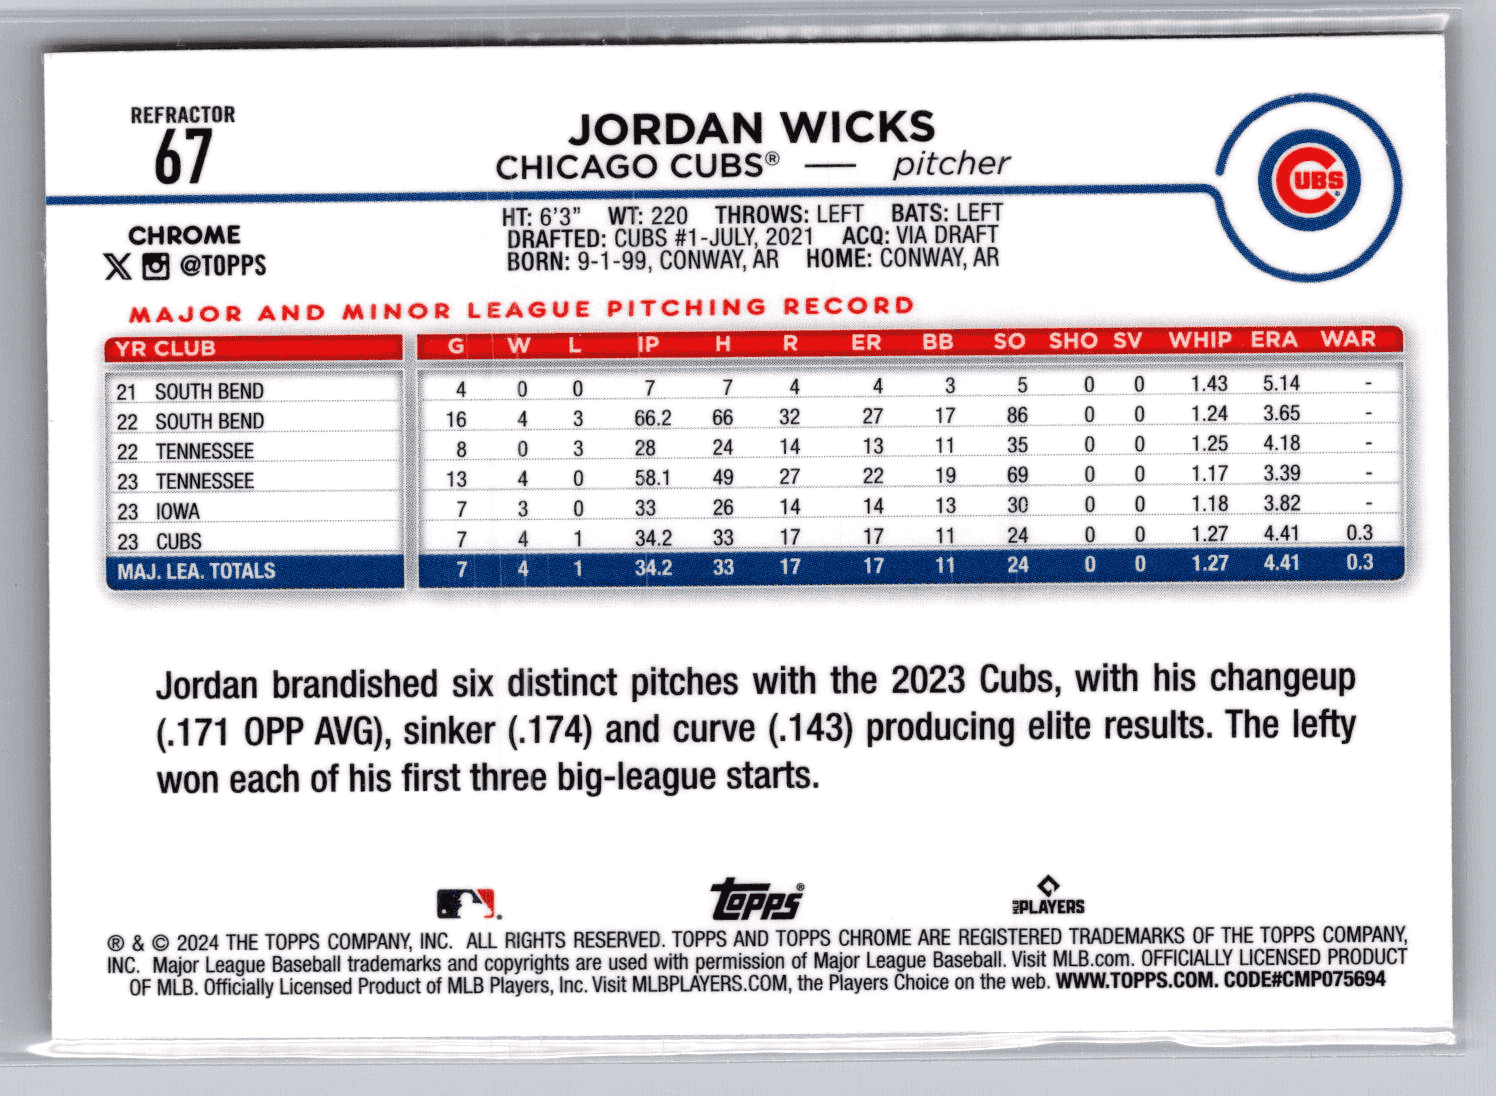 REFRACTOR
67
JORDAN WICKS
CHICAGO CUBS® — pitcher
CUBS
CHROME
X @TOPPS
HT: 6'3" WT: 220 THROWS: LEFT BATS: LEFT
DRAFTED: CUBS #1-JULY, 2021 ACQ: VIA DRAFT
BORN: 9-1-99, CONWAY, AR HOME: CONWAY, AR
MAJOR AND MINOR LEAGUE PITCHING RECORD
YR CLUB G W L IP H R ER BB SO SHO SV WHIP ERA WAR
21 SOUTH BEND 4 0 0 7 7 4 4 3 5 0 0 1.43 5.14 -
22 SOUTH BEND 16 4 3 66.2 66 32 27 17 86 0 0 1.24 3.65 -
22 TENNESSEE 8 0 3 28 24 14 13 11 35 0 0 1.25 4.18 -
23 TENNESSEE 13 4 0 58.1 49 27 22 19 69 0 0 1.17 3.39 -
23 IOWA 7 3 0 33 26 14 14 13 30 0 0 1.18 3.82 -
23 CUBS 7 4 1 34.2 33 17 17 11 24 0 0 1.27 4.41 0.3
MAJ. LEA. TOTALS 7 4 1 34.2 33 17 17 11 24 0 0 1.27 4.41 0.3
Jordan brandished six distinct pitches with the 2023 Cubs, with his changeup
(.171 OPP AVG), sinker (.174) and curve (.143) producing elite results. The lefty
won each of his first three big-league starts.
Topps®
MLB PLAYERS
® & © 2024 THE TOPPS COMPANY, INC. ALL RIGHTS RESERVED. TOPPS AND TOPPS CHROME ARE REGISTERED TRADEMARKS OF THE TOPPS COMPANY,
INC. Major League Baseball trademarks and copyrights are used with permission of Major League Baseball. Visit MLB.com. OFFICIALLY LICENSED PRODUCT
OF MLB. Officially Licensed Product of MLB Players, Inc. Visit MLBPLAYERS.COM, the Players Choice on the web. WWW.TOPPS.COM. CODE#CMP075694